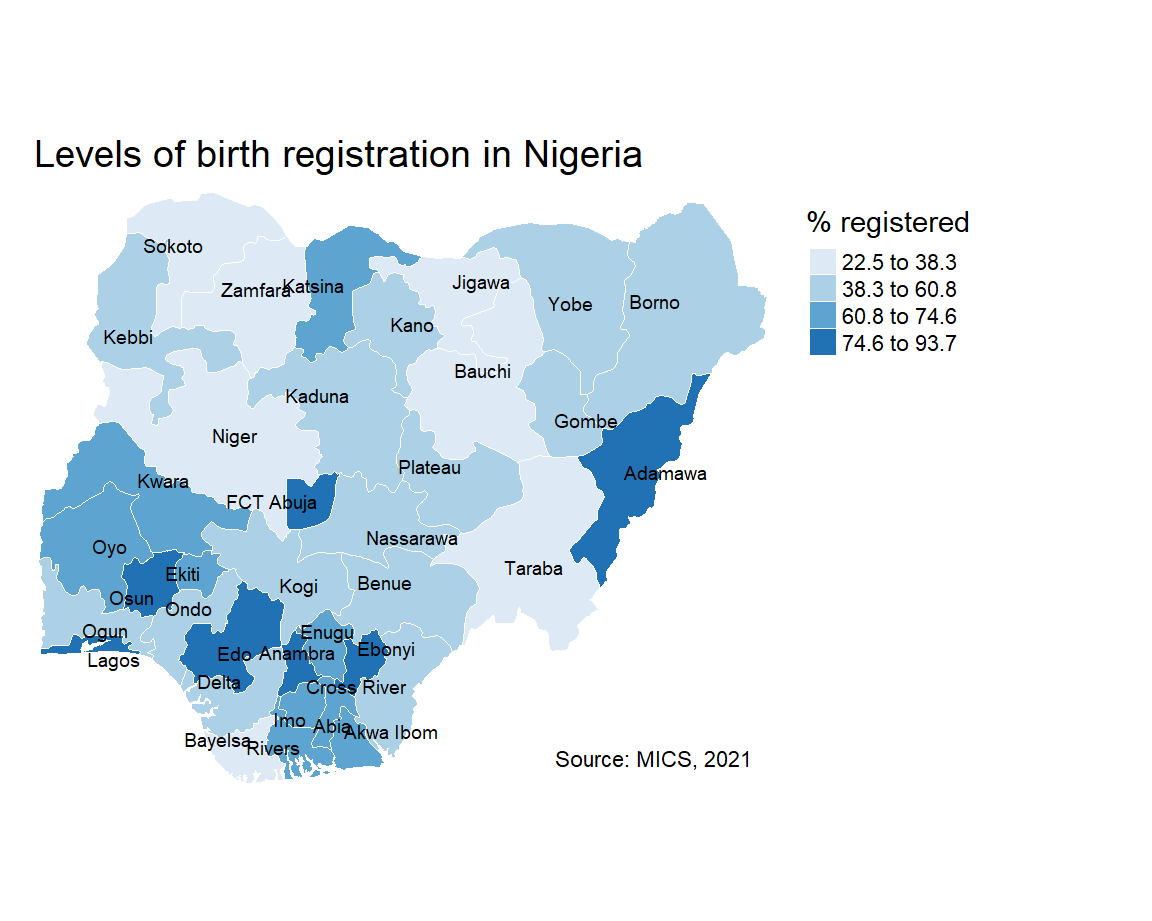 Levels of birth registration in Nigeria
% registered
22.5 to 38.3
38.3 to 60.8
60.8 to 74.6
74.6 to 93.7
Sokoto
Zamfara
Katsina
Jigawa
Yobe
Borno
Kano
Kebbi
Bauchi
Kaduna
Gombe
Niger
Plateau
Adamawa
Kwara
FCT Abuja
Nassarawa
Oyo
Taraba
Ekiti
Kogi
Benue
Osun
Ondo
Ogun
Enugu
Edo
Anambra
Ebonyi
Lagos
Delta
Cross River
Imo
Abia
Akwa Ibom
Bayelsa
Rivers
Source: MICS, 2021